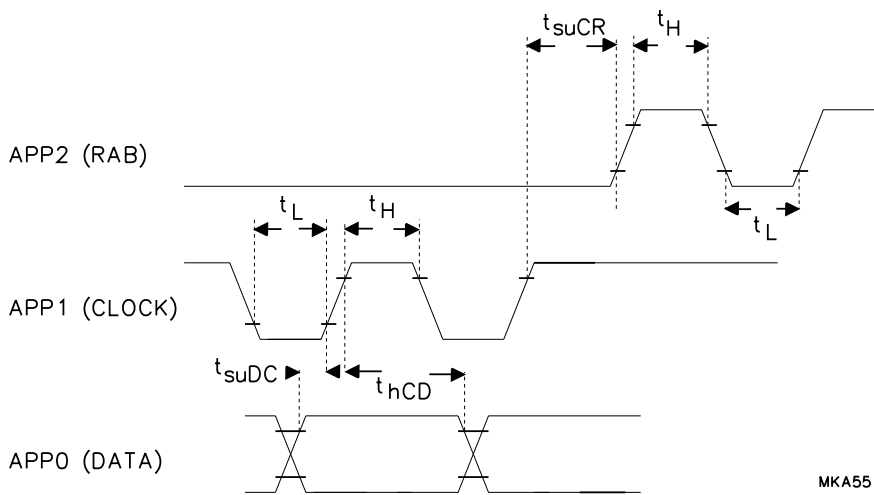 tsuCR
tH
APP2 (RAB)
tL
tH
tL
APP1 (CLOCK)
tsuDC
thCD
APP0 (DATA)
MKA55